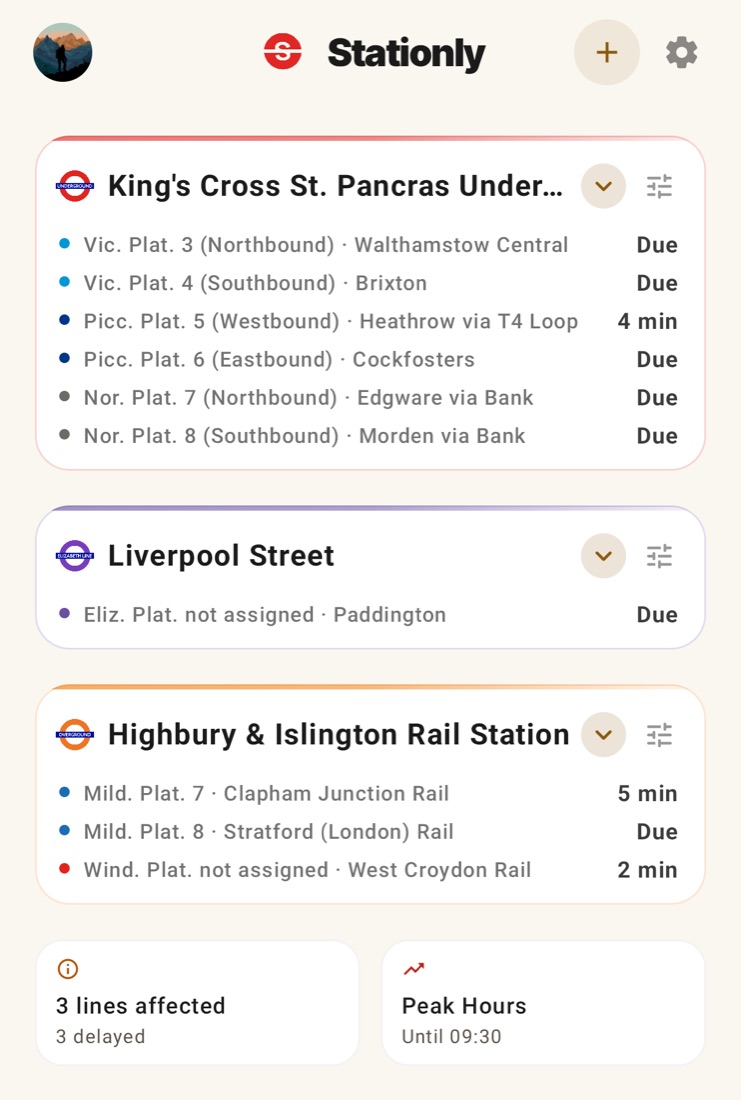 S Stationly
UNDERGROUND King's Cross St. Pancras Under...
Vic. Plat. 3 (Northbound) · Walthamstow Central Due
Vic. Plat. 4 (Southbound) · Brixton Due
Picc. Plat. 5 (Westbound) · Heathrow via T4 Loop 4 min
Picc. Plat. 6 (Eastbound) · Cockfosters Due
Nor. Plat. 7 (Northbound) · Edgware via Bank Due
Nor. Plat. 8 (Southbound) · Morden via Bank Due
ELIZABETH LINE Liverpool Street
Eliz. Plat. not assigned · Paddington Due
OVERGROUND Highbury & Islington Rail Station
Mild. Plat. 7 · Clapham Junction Rail 5 min
Mild. Plat. 8 · Stratford (London) Rail Due
Wind. Plat. not assigned · West Croydon Rail 2 min
3 lines affected
3 delayed
Peak Hours
Until 09:30